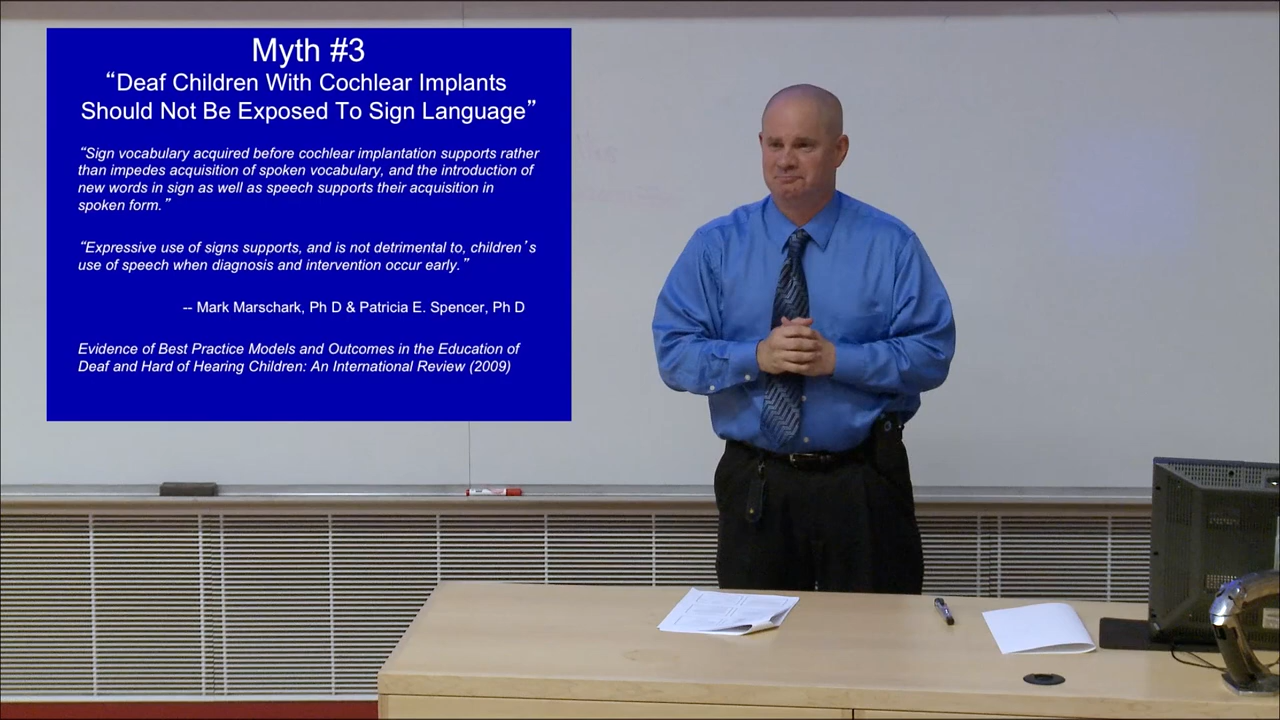 Myth #3
“Deaf Children With Cochlear Implants
Should Not Be Exposed To Sign Language”
“Sign vocabulary acquired before cochlear implantation supports rather
than impedes acquisition of spoken vocabulary, and the introduction of
new words in sign as well as speech supports their acquisition in
spoken form.”
“Expressive use of signs supports, and is not detrimental to, children’s
use of speech when diagnosis and intervention occur early.”
-- Mark Marschark, Ph D & Patricia E. Spencer, Ph D
Evidence of Best Practice Models and Outcomes in the Education of
Deaf and Hard of Hearing Children: An International Review (2009)